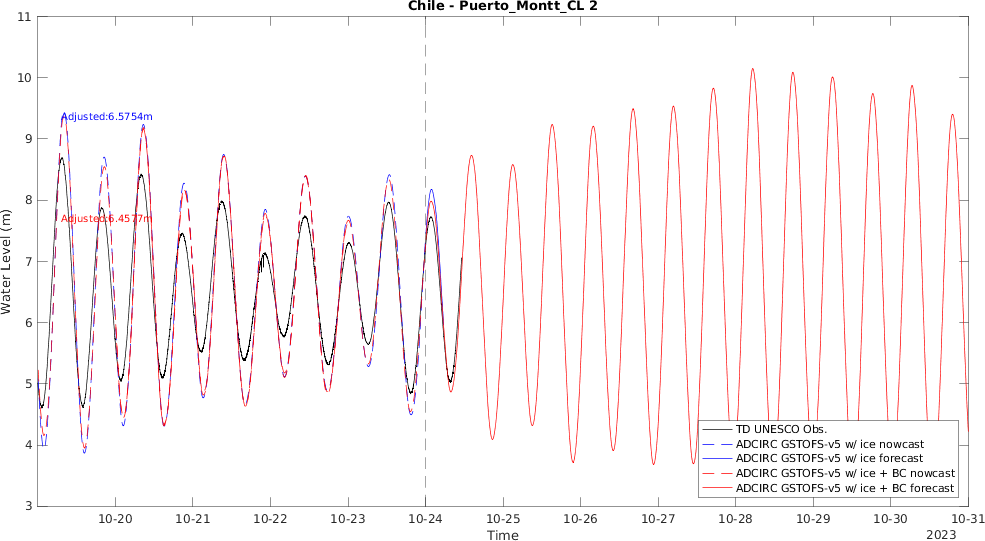 Chile - Puerto_Montt_CL 2
11
10
9
8
7
6
5
4
3
Water Level (m)
Adjusted:6.5754m
Adjusted:6.4577m
TD UNESCO Obs.
ADCIRC GSTOFS-v5 w/ ice nowcast
ADCIRC GSTOFS-v5 w/ ice forecast
ADCIRC GSTOFS-v5 w/ ice + BC nowcast
ADCIRC GSTOFS-v5 w/ ice + BC forecast
10-20 10-21 10-22 10-23 10-24 10-25 10-26 10-27 10-28 10-29 10-30 10-31
Time
2023